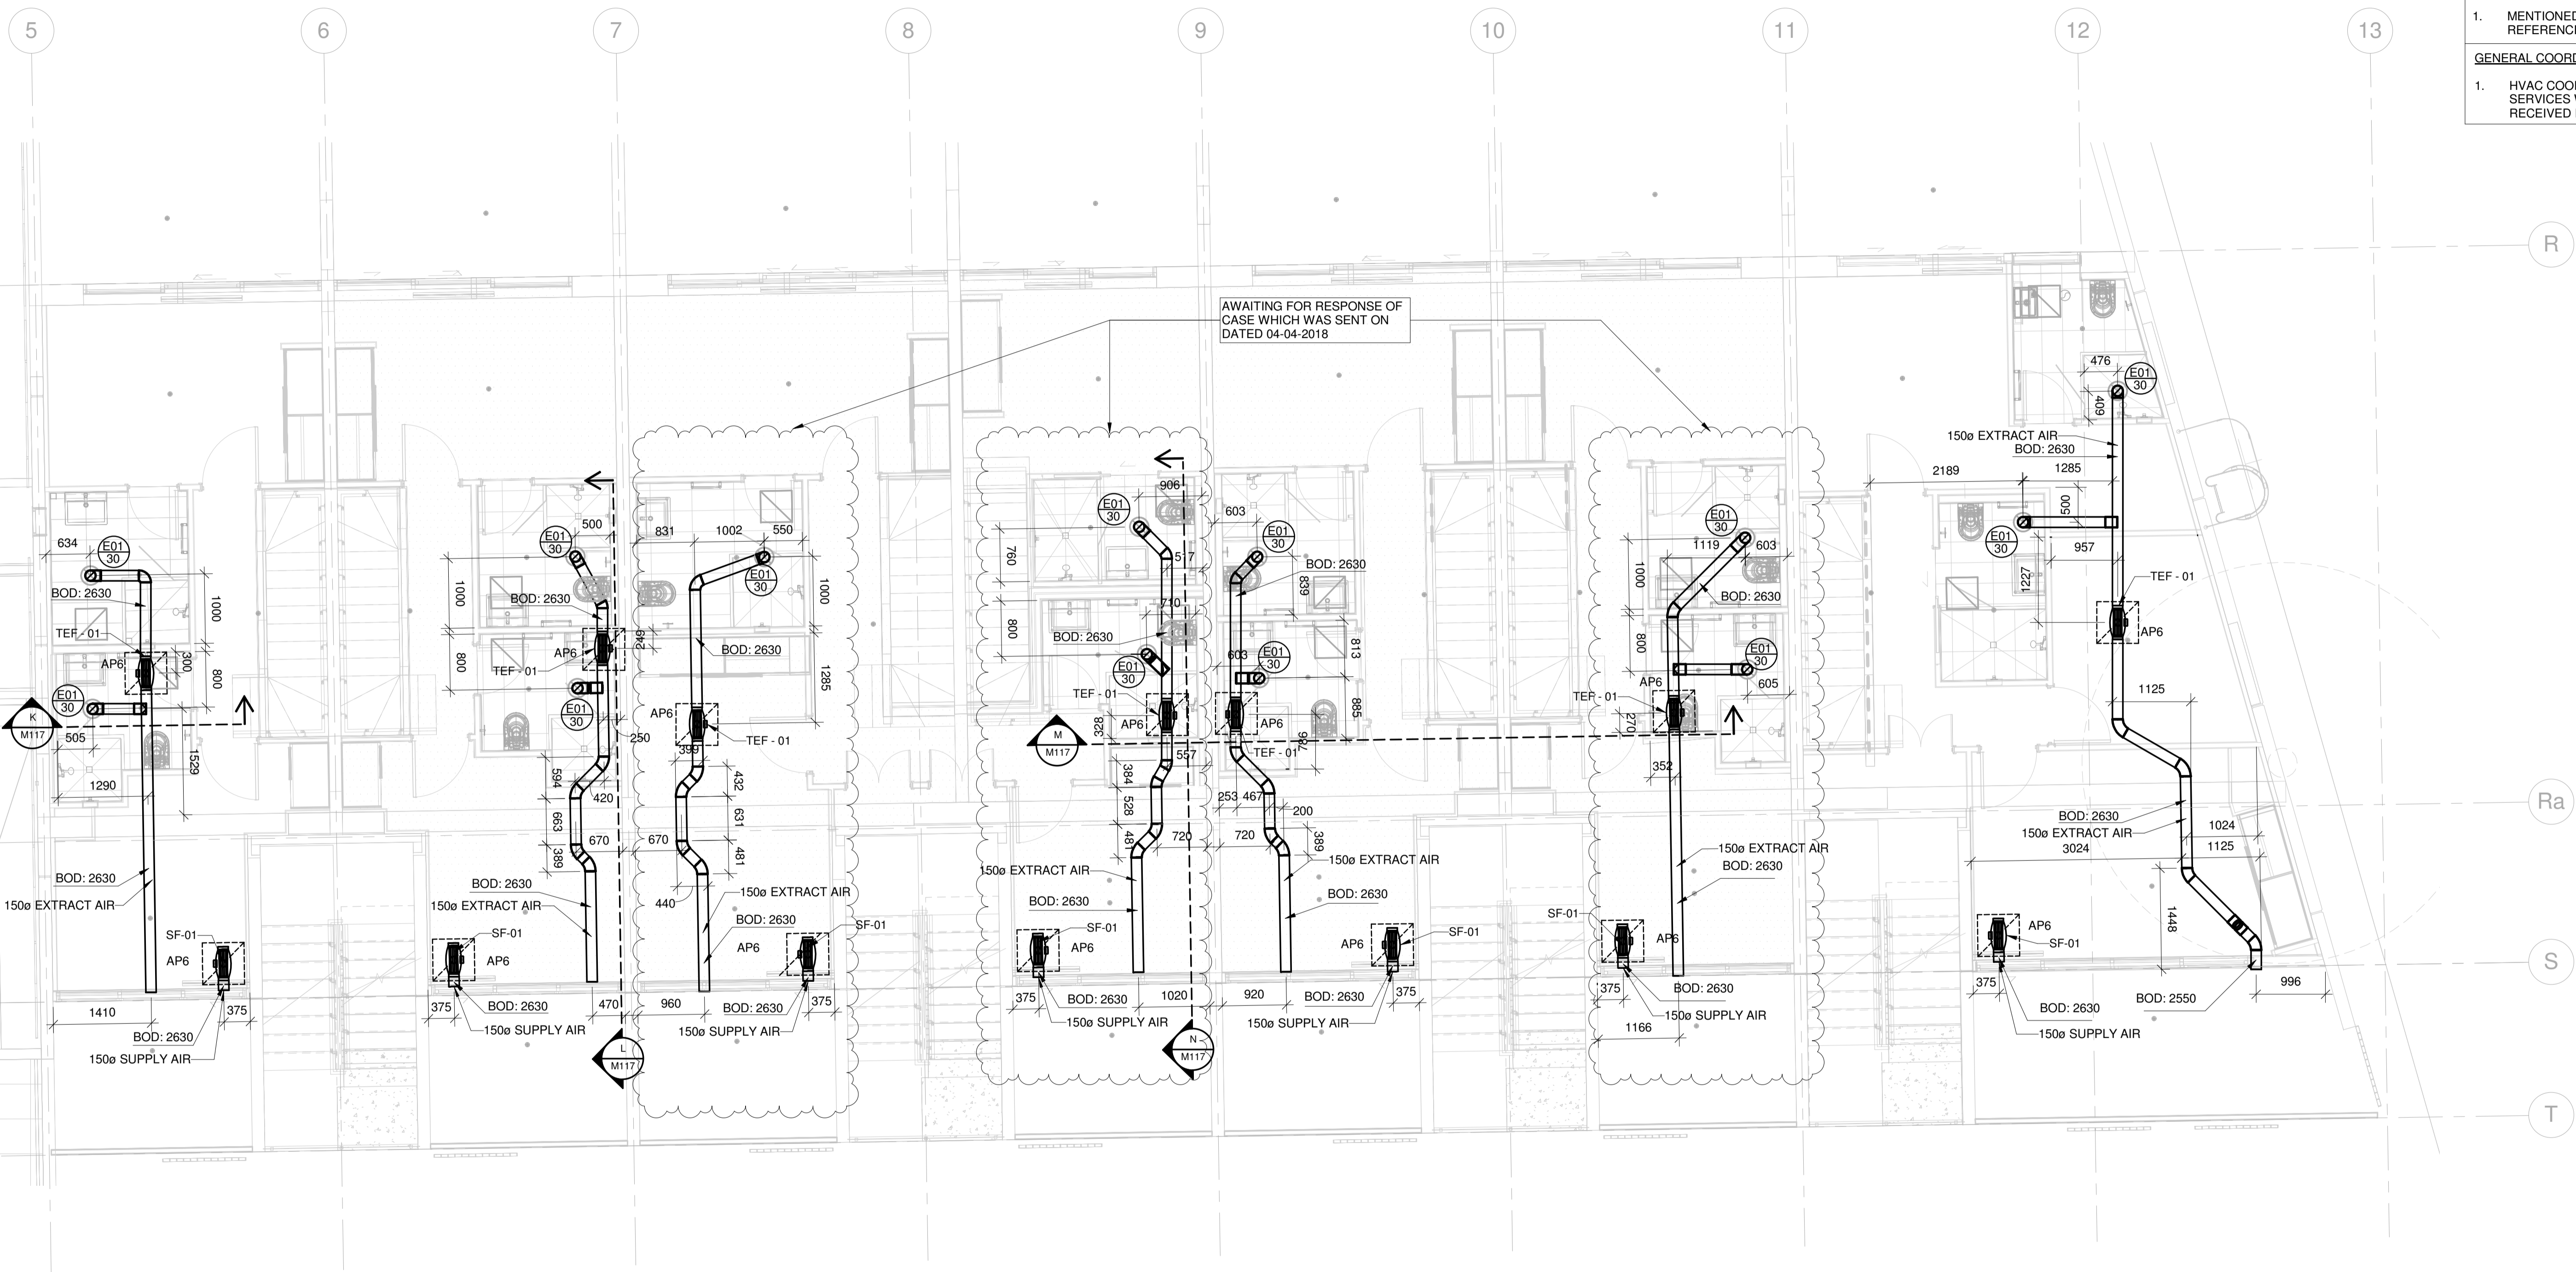 5
6
7
8
9
10
11
12
13
1. MENTIONED
REFERENC
GENERAL COORD
1. HVAC COOR
SERVICES W
RECEIVED
R
Ra
S
T
AWAITING FOR RESPONSE OF
CASE WHICH WAS SENT ON
DATED 04-04-2018
634
E01
30
BOD: 2630
1000
TEF - 01
AP6
300
800
E01
30
K
M117
505
1290
1529
BOD: 2630
150ø EXTRACT AIR
SF-01
AP6
1410
375
BOD: 2630
150ø SUPPLY AIR
500
E01
30
1000
BOD: 2630
249
AP6
TEF - 01
800
E01
30
250
594
420
663
670
389
BOD: 2630
150ø EXTRACT AIR
SF-01
AP6
375
BOD: 2630
470
150ø SUPPLY AIR
L
M117
831
1002
550
E01
30
1000
BOD: 2630
1285
AP6
TEF - 01
399
432
631
670
481
440
150ø EXTRACT AIR
BOD: 2630
AP6
SF-01
960
BOD: 2630
375
150ø SUPPLY AIR
906
E01
30
760
517
710
800
BOD: 2630
E01
30
TEF - 01
AP6
328
M
M117
557
384
528
481
720
150ø EXTRACT AIR
BOD: 2630
SF-01
AP6
375
BOD: 2630
1020
150ø SUPPLY AIR
N
M117
603
E01
30
BOD: 2630
839
813
603
E01
30
885
AP6
TEF - 01
786
253
467
200
720
389
150ø EXTRACT AIR
BOD: 2630
AP6
SF-01
920
BOD: 2630
375
150ø SUPPLY AIR
E01
30
1119
603
1000
BOD: 2630
800
E01
30
605
AP6
TEF - 01
270
352
150ø EXTRACT AIR
BOD: 2630
SF-01
AP6
375
BOD: 2630
150ø SUPPLY AIR
1166
476
E01
30
409
150ø EXTRACT AIR
BOD: 2630
2189
1285
500
E01
30
957
1227
TEF - 01
AP6
1125
BOD: 2630
150ø EXTRACT AIR
1024
3024
1125
1448
AP6
SF-01
375
BOD: 2630
150ø SUPPLY AIR
BOD: 2550
996